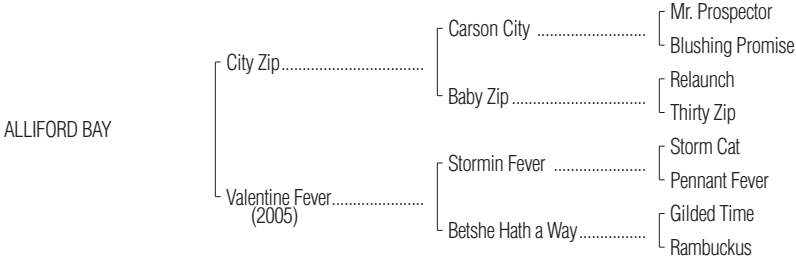 Mr. Prospector
Carson City ........................
Blushing Promise
City Zip................................
Relaunch
Baby Zip ..............................
Thirty Zip
ALLIFORD BAY
Storm Cat
Stormin Fever ....................
Pennant Fever
Valentine Fever.....................
(2005)
Gilded Time
Betshe Hath a Way...............
Rambuckus